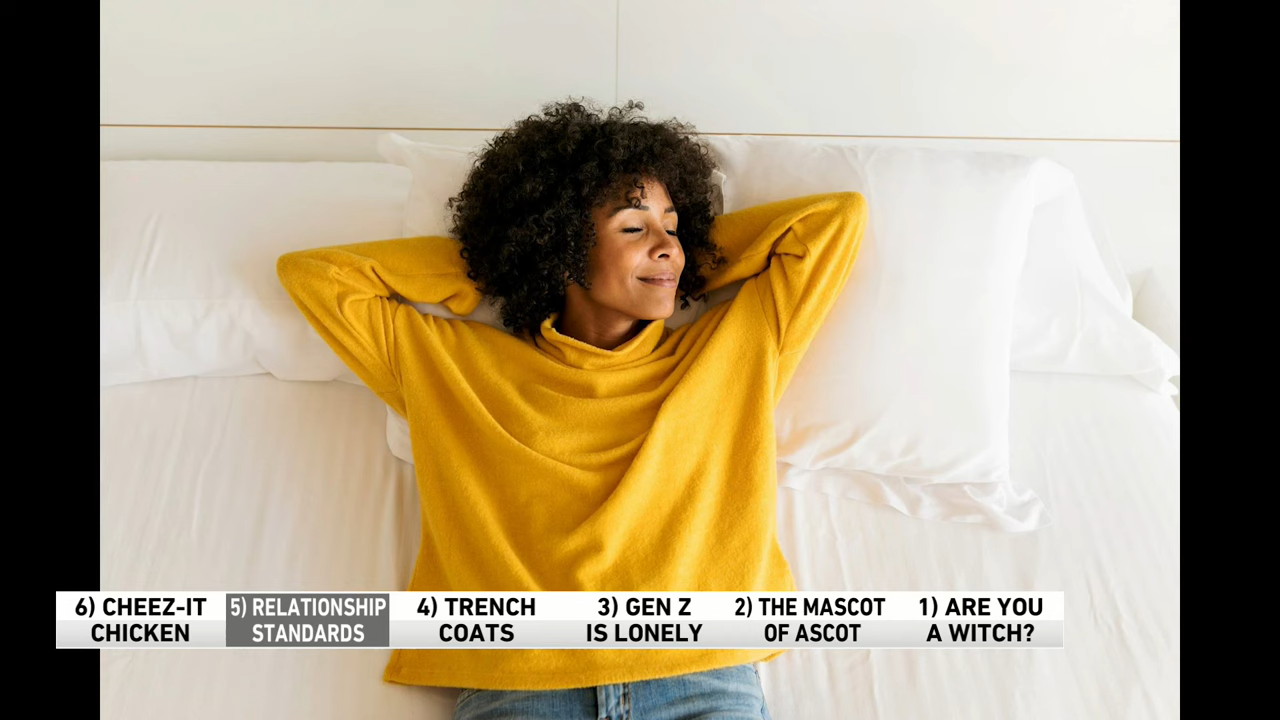 6) CHEEZ-IT
CHICKEN
5) RELATIONSHIP
STANDARDS
4) TRENCH
COATS
3) GEN Z
IS LONELY
2) THE MASCOT
OF ASCOT
1) ARE YOU
A WITCH?